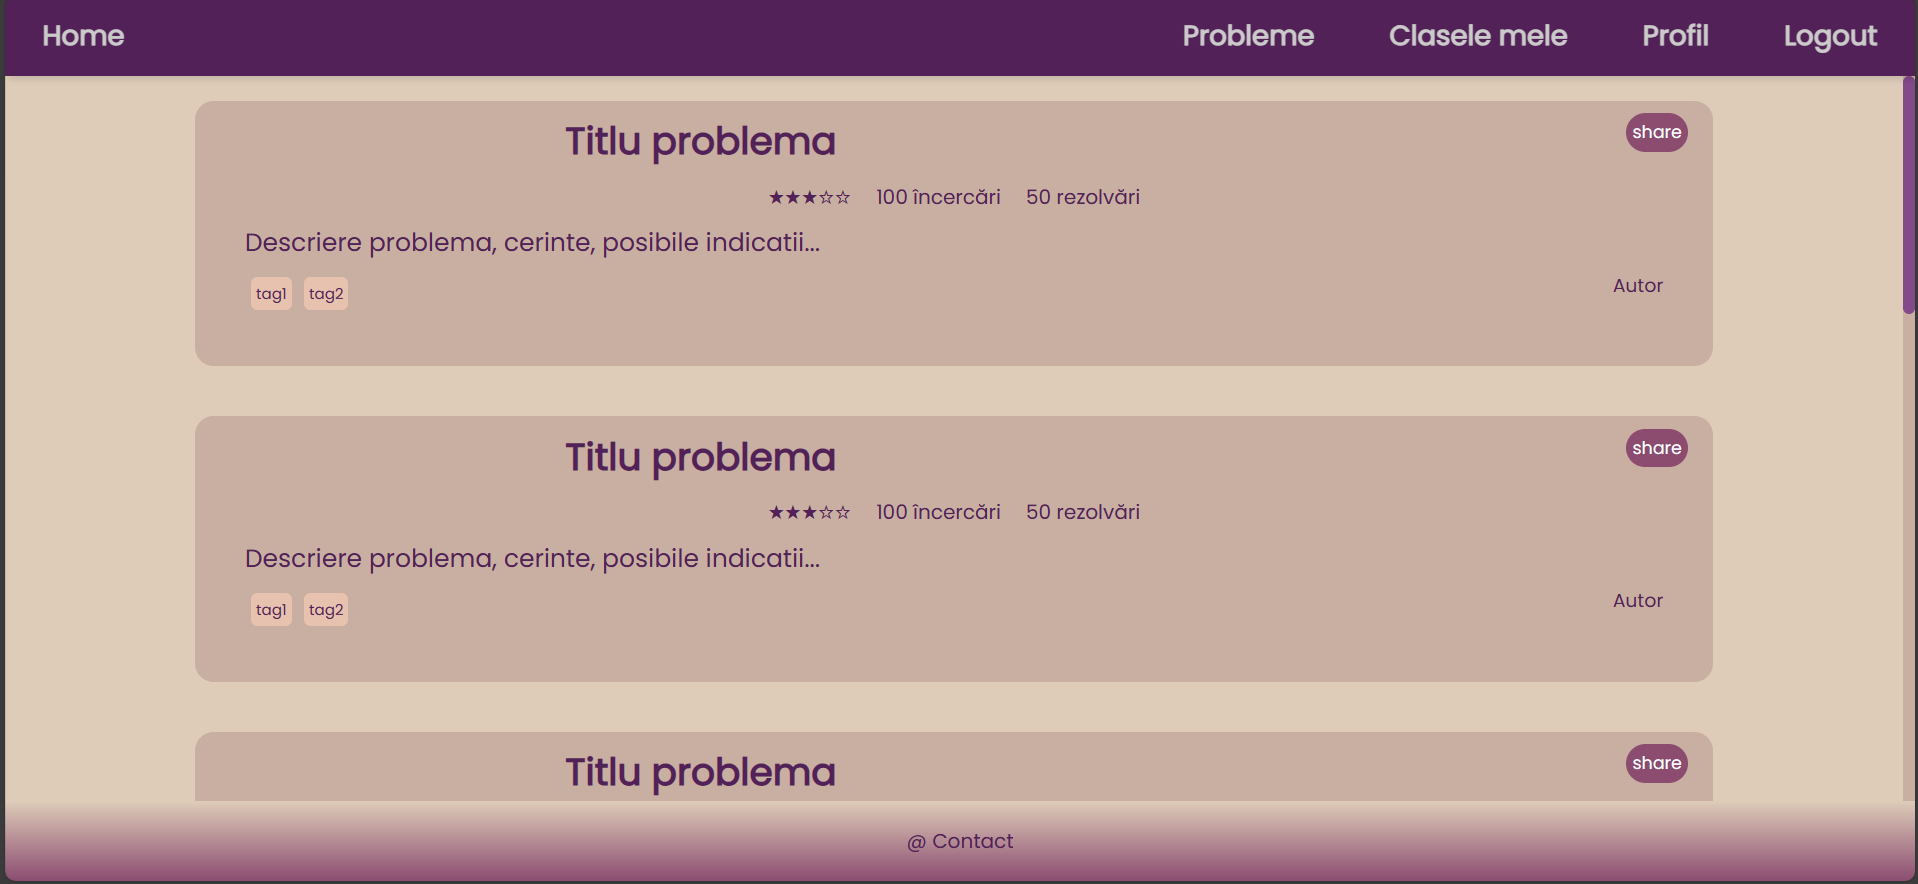 Home Probleme Clasele mele Profil Logout
Titlu problema share
★★★☆☆ 100 încercări 50 rezolvări
Descriere problema, cerinte, posibile indicatii...
tag1 tag2 Autor
Titlu problema share
★★★☆☆ 100 încercări 50 rezolvări
Descriere problema, cerinte, posibile indicatii...
tag1 tag2 Autor
Titlu problema share
@ Contact